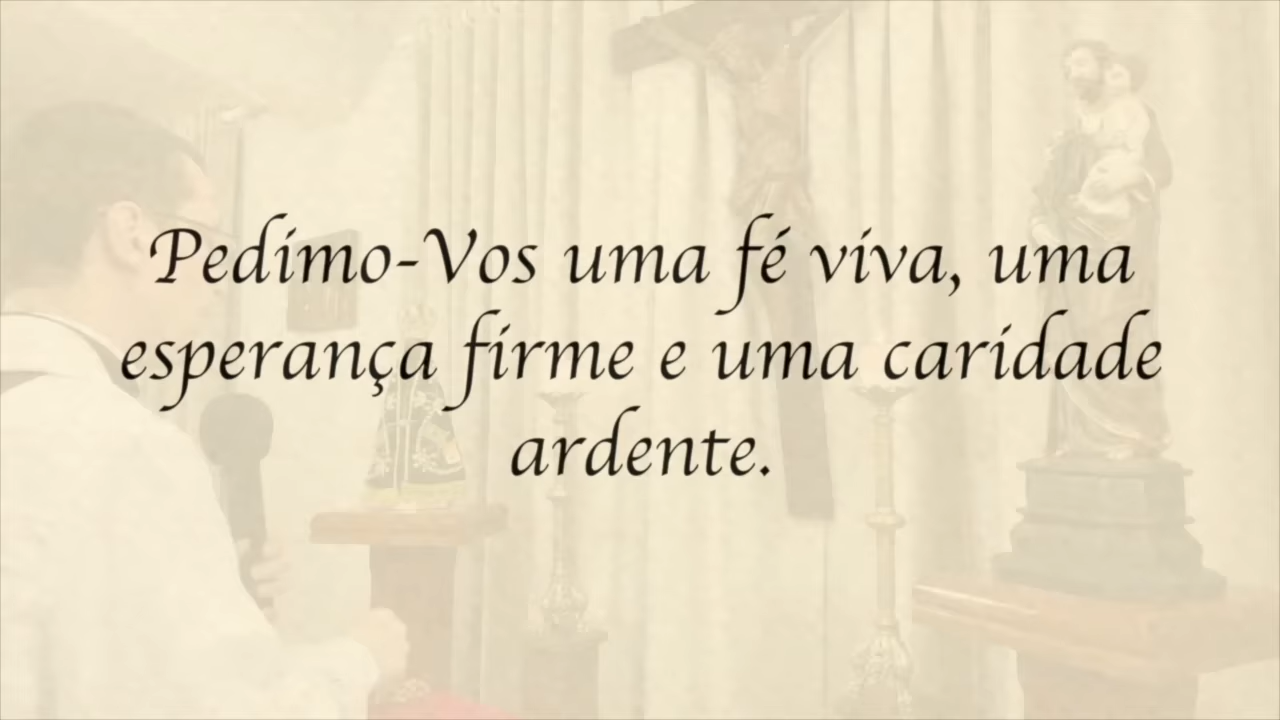 Pedimo-Vos uma fé viva, uma
esperança firme e uma caridade
ardente.